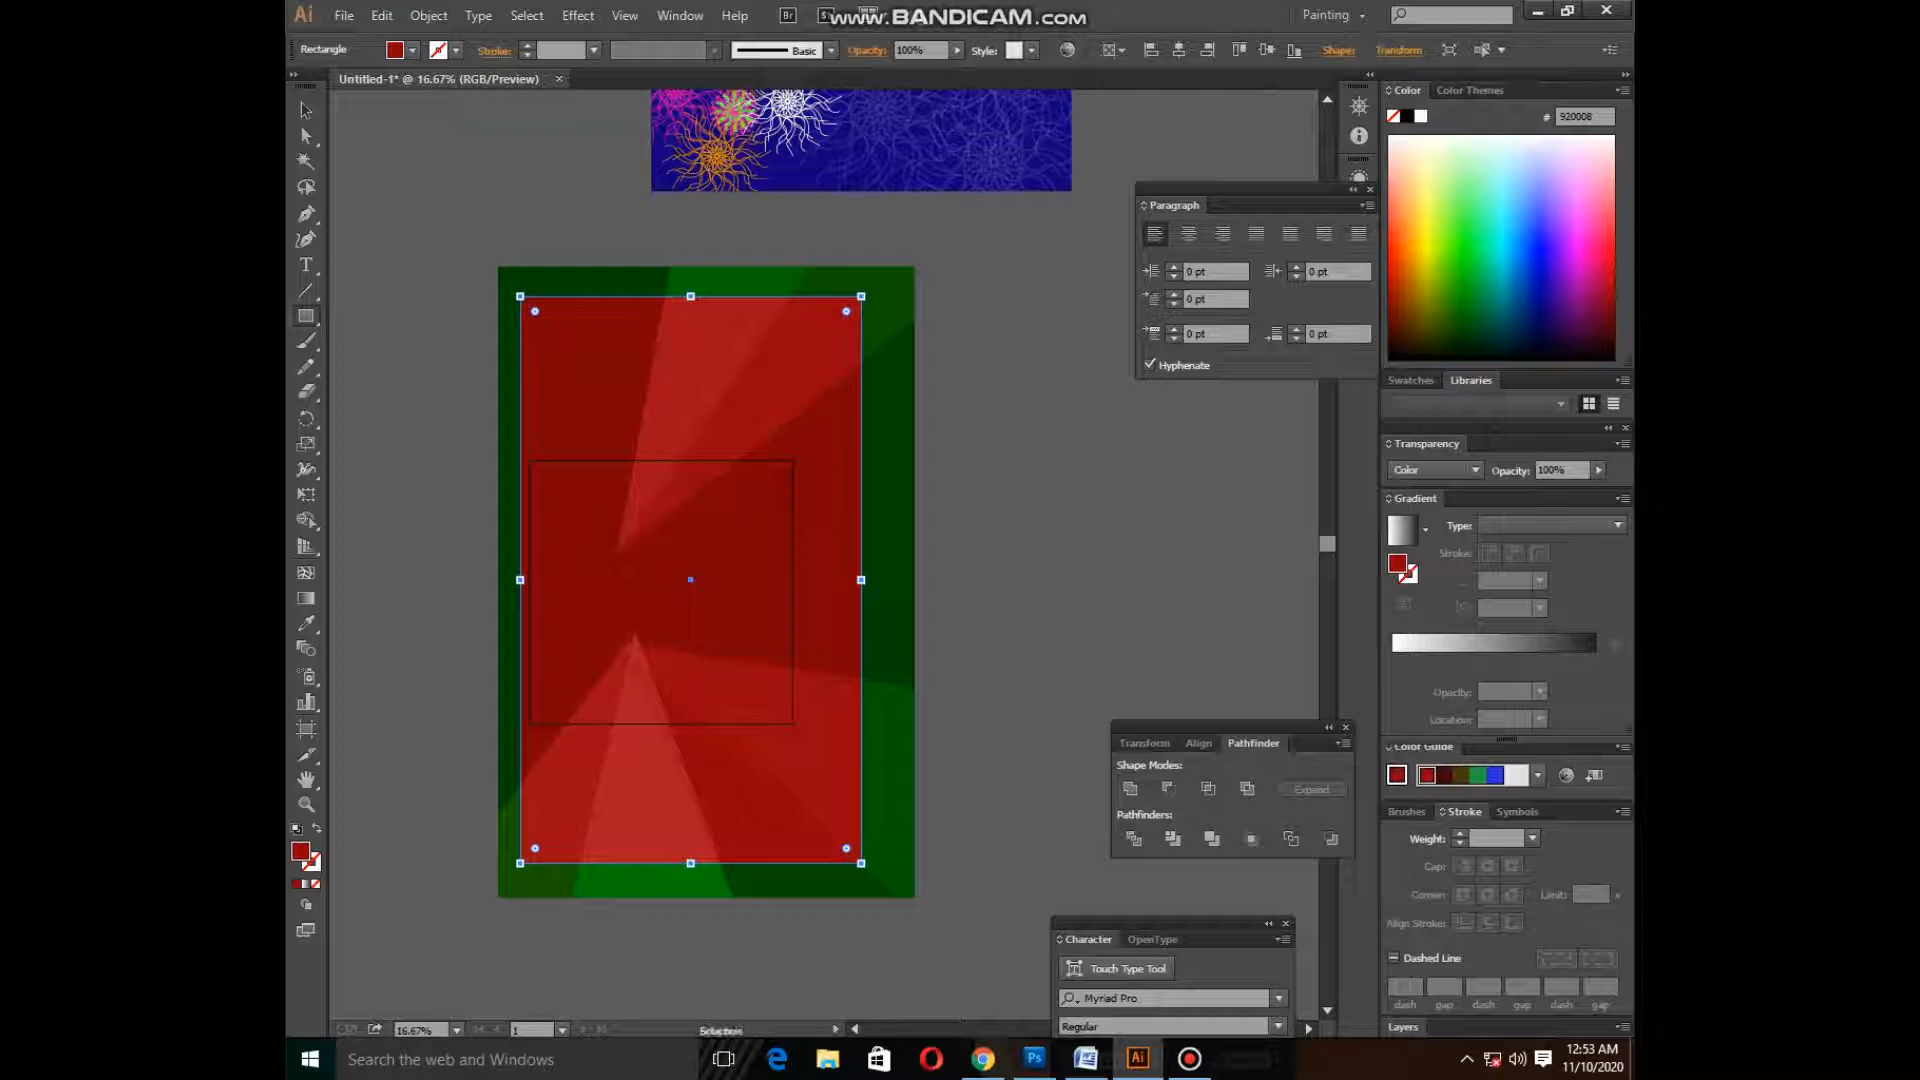 Ai File Edit Object Type Select Effect View Window Help Br St www.BANDICAM.com Painting
Rectangle Stroke: Basic Opacity: 100% Style: Shape: Transform
Untitled-1* @ 16.67% (RGB/Preview) ×
Color Color Themes
# 920008
Paragraph
0 pt 0 pt
0 pt
0 pt 0 pt
Hyphenate
Swatches Libraries
Transparency
Color Opacity: 100%
Gradient
Type:
Stroke:
Opacity:
Location:
Transform Align Pathfinder
Shape Modes:
Expand
Pathfinders:
Color Guide
Brushes Stroke Symbols
Weight:
Cap:
Corner: Limit: x
Align Stroke:
Dashed Line
dash gap dash gap dash gap
Layers
Character OpenType
Touch Type Tool
Myriad Pro
Regular
16.67% 1 Selection
Search the web and Windows
Ps Ai
12:53 AM
11/10/2020